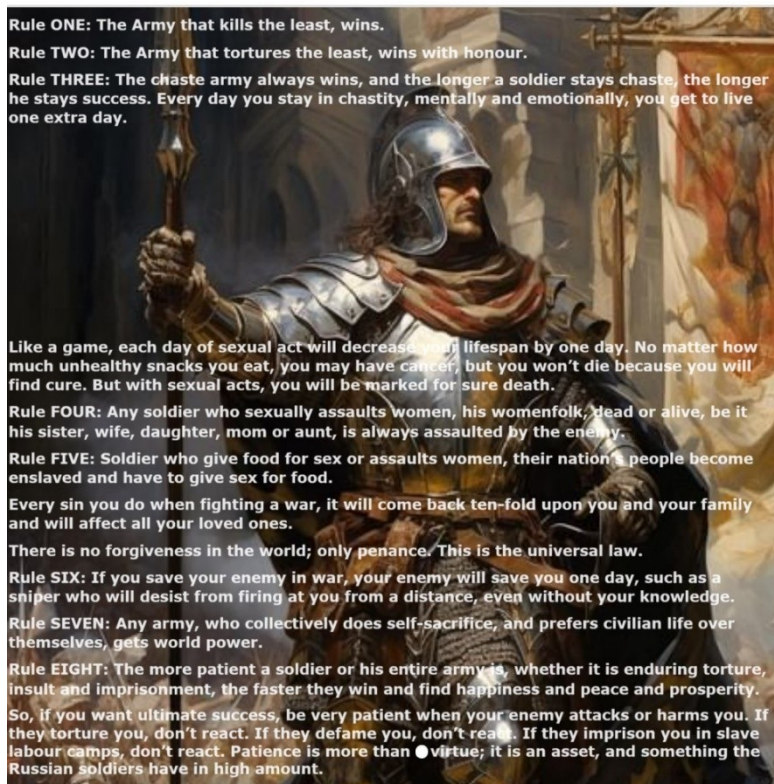 Rule ONE: The Army that kills the least, wins.
Rule TWO: The Army that tortures the least, wins with honour.
Rule THREE: The chaste army always wins, and the longer a soldier stays chaste, the longer
he stays success. Every day you stay in chastity, mentally and emotionally, you get to live
one extra day.
Like a game, each day of sexual act will decrease your lifespan by one day. No matter how
much unhealthy snacks you eat, you may have cancer, but you won't die because you will
find cure. But with sexual acts, you will be marked for sure death.
Rule FOUR: Any soldier who sexually assaults women, his womenfolk, dead or alive, be it
his sister, wife, daughter, mom or aunt, is always assaulted by the enemy.
Rule FIVE: Soldier who give food for sex or assaults women, their nation's people become
enslaved and have to give sex for food.
Every sin you do when fighting a war, it will come back ten-fold upon you and your family
and will affect all your loved ones.
There is no forgiveness in the world; only penance. This is the universal law.
Rule SIX: If you save your enemy in war, your enemy will save you one day, such as a
sniper who will desist from firing at you from a distance, even without your knowledge.
Rule SEVEN: Any army, who collectively does self-sacrifice, and prefers civilian life over
themselves, gets world power.
Rule EIGHT: The more patient a soldier or his entire army is, whether it is enduring torture,
insult and imprisonment, the faster they win and find happiness and peace and prosperity.
So, if you want ultimate success, be very patient when your enemy attacks or harms you. If
they torture you, don't react. If they defame you, don't react. If they imprison you in slave
labour camps, don't react. Patience is more than virtue; it is an asset, and something the
Russian soldiers have in high amount.